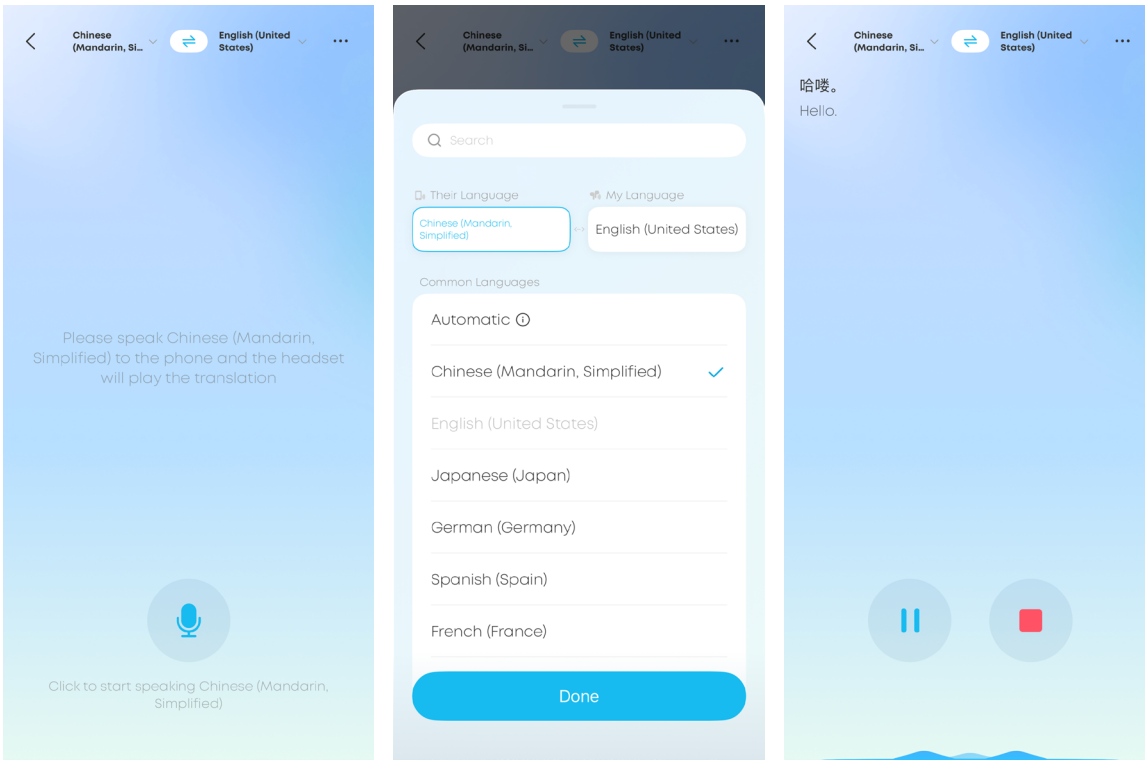 Chinese
(Mandarin, Si...
English (United
States)
Please speak Chinese (Mandarin,
Simplified) to the phone and the headset
will play the translation
Click to start speaking Chinese (Mandarin,
Simplified)
Chinese
(Mandarin, Si...
English (United
States)
Search
Their Language
My Language
Chinese (Mandarin,
Simplified)
English (United States)
Common Languages
Automatic
Chinese (Mandarin, Simplified)
English (United States)
Japanese (Japan)
German (Germany)
Spanish (Spain)
French (France)
Done
Chinese
(Mandarin, Si...
English (United
States)
哈喽。
Hello.